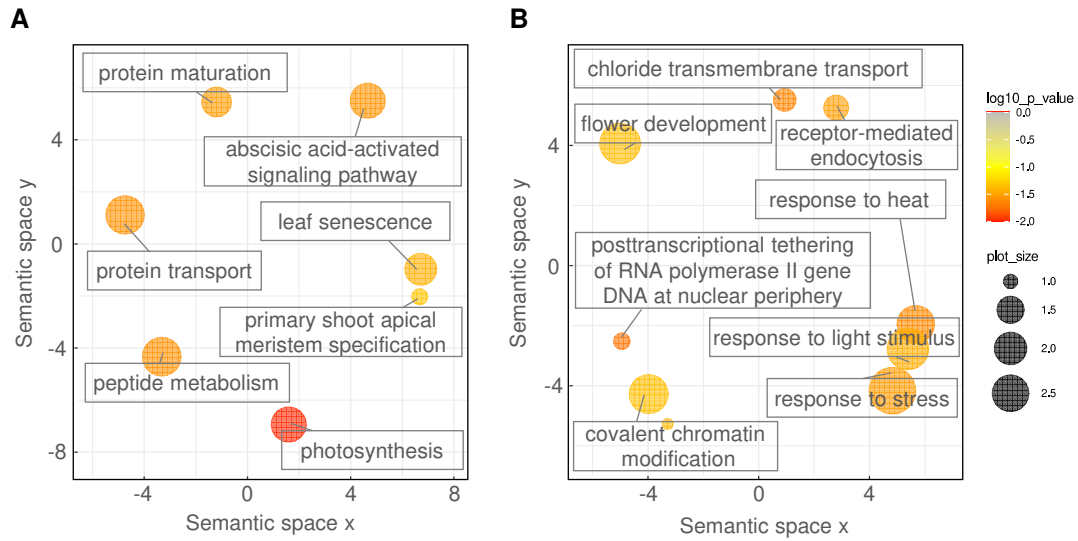 A
protein maturation
abscisic acid-activated
signaling pathway
leaf senescence
protein transport
primary shoot apical
meristem specification
peptide metabolism
photosynthesis
4
0
-4
-8
-4
0
4
8
Semantic space y
Semantic space x
B
chloride transmembrane transport
flower development
receptor-mediated
endocytosis
response to heat
posttranscriptional tethering
of RNA polymerase II gene
DNA at nuclear periphery
response to light stimulus
response to stress
covalent chromatin
modification
4
0
-4
-4
0
4
Semantic space y
Semantic space x
log10_p_value
0.0
-0.5
-1.0
-1.5
-2.0
plot_size
1.0
1.5
2.0
2.5